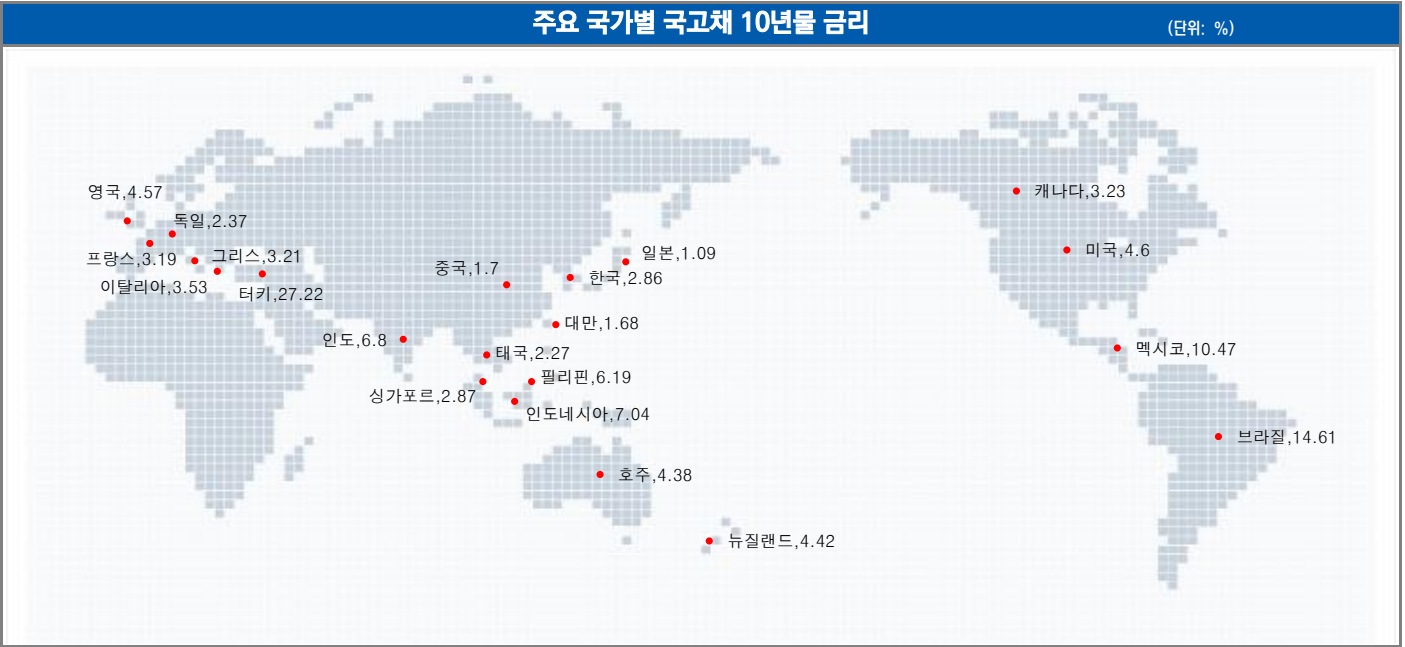 주요 국가별 국고채 10년물 금리
(단위: %)
영국,4.57
캐나다,3.23
독일,2.37
미국,4.6
일본,1.09
그리스,3.21
프랑스,3.19
중국,1.7
한국,2.86
이탈리아,3.53
터키,27.22
대만,1.68
인도,6.8
멕시코,10.47
태국,2.27
필리핀,6.19
싱가포르,2.87
인도네시아,7.04
브라질,14.61
호주,4.38
뉴질랜드,4.42